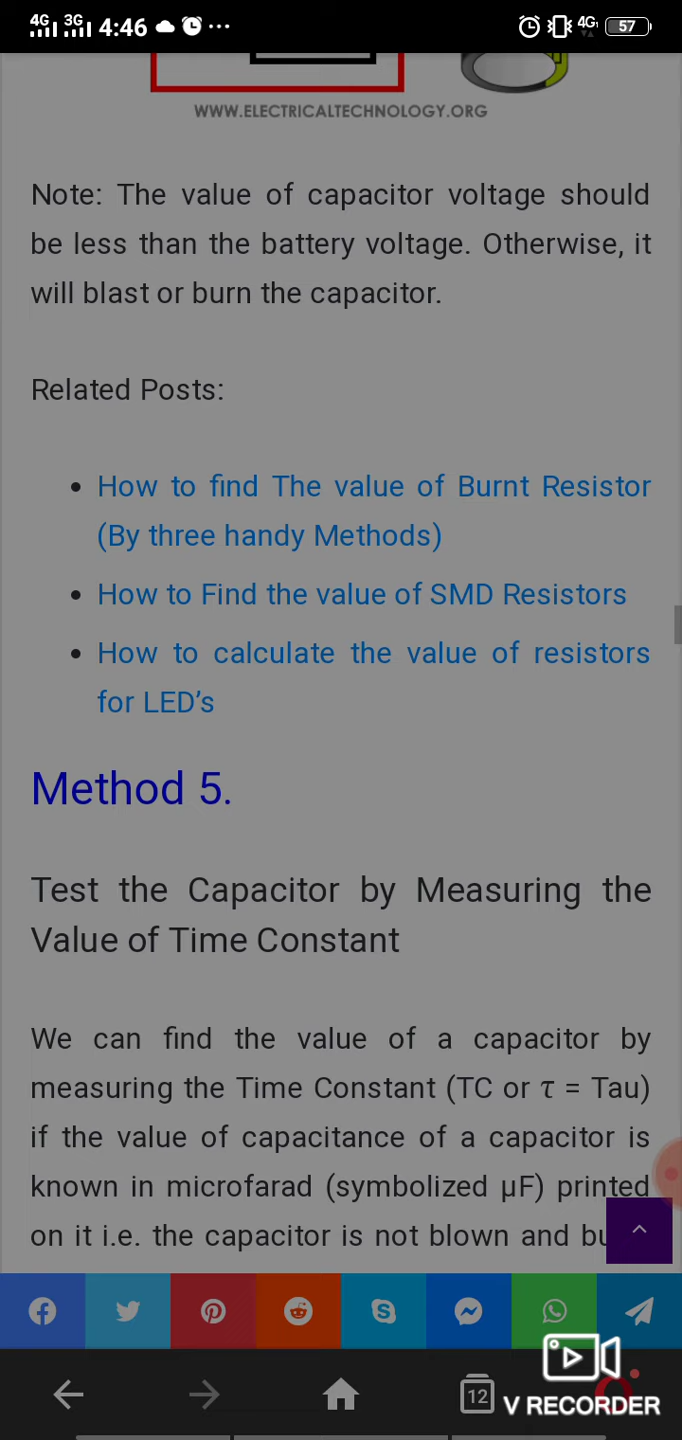 4G 3G 4:46 4G 57
WWW.ELECTRICALTECHNOLOGY.ORG
Note: The value of capacitor voltage should
be less than the battery voltage. Otherwise, it
will blast or burn the capacitor.
Related Posts:
How to find The value of Burnt Resistor
(By three handy Methods)
How to Find the value of SMD Resistors
How to calculate the value of resistors
for LED’s
Method 5.
Test the Capacitor by Measuring the
Value of Time Constant
We can find the value of a capacitor by
measuring the Time Constant (TC or τ = Tau)
if the value of capacitance of a capacitor is
known in microfarad (symbolized μF) printed
on it i.e. the capacitor is not blown and
12
V RECORDER